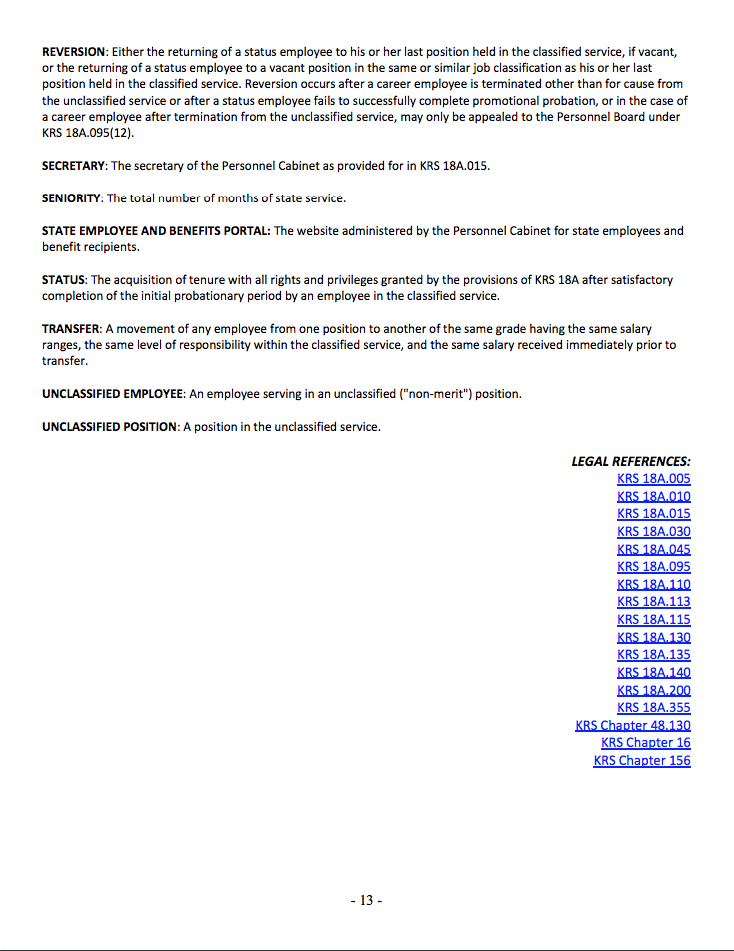 REVERSION: Either the returning of a status employee to his or her last position held in the classified service, if vacant,
or the returning of a status employee to a vacant position in the same or similar job classification as his or her last
position held in the classified service. Reversion occurs after a career employee is terminated other than for cause from
the unclassified service or after a status employee fails to successfully complete promotional probation, or in the case of
a career employee after termination from the unclassified service, may only be appealed to the Personnel Board under
KRS 18A.095(12).
SECRETARY: The secretary of the Personnel Cabinet as provided for in KRS 18A.015.
SENIORITY. The total number of months of state service.
STATE EMPLOYEE AND BENEFITS PORTAL: The website administered by the Personnel Cabinet for state employees and
benefit recipients.
STATUS: The acquisition of tenure with all rights and privileges granted by the provisions of KRS 18A after satisfactory
completion of the initial probationary period by an employee in the classified service.
TRANSFER: A movement of any employee from one position to another of the same grade having the same salary
ranges, the same level of responsibility within the classified service, and the same salary received immediately prior to
transfer.
UNCLASSIFIED EMPLOYEE: An employee serving in an unclassified ("non-merit") position.
UNCLASSIFIED POSITION: A position in the unclassified service.
LEGAL REFERENCES:
KRS 18A.005
KRS 18A.010
KRS 18A.015
KRS 18A.030
KRS 18A.045
KRS 18A.095
KRS 18A.110
KRS 18A.113
KRS 18A.115
KRS 18A.130
KRS 18A.135
KRS 18A.140
KRS 18A.200
KRS 18A.355
KRS Chapter 48.130
KRS Chapter 16
KRS Chapter 156
- 13 -